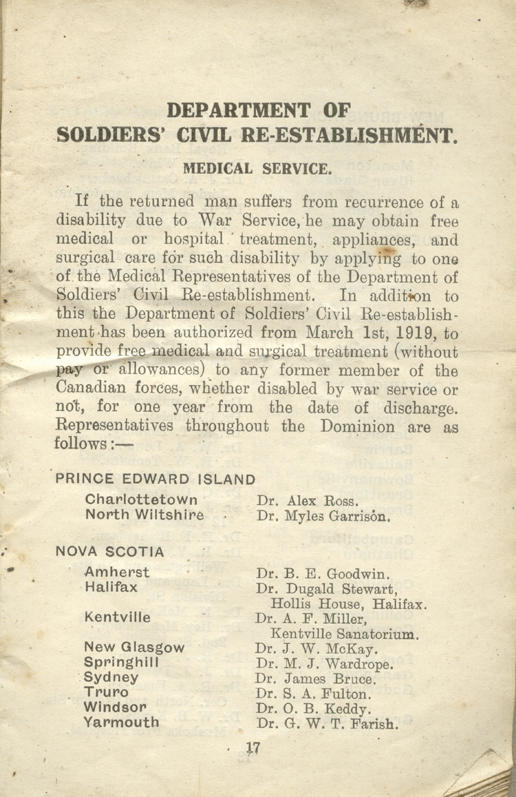 DEPARTMENT OF
SOLDIERS' CIVIL RE-ESTABLISHMENT.
MEDICAL SERVICE.
If the returned man suffers from recurrence of a
disability due to War Service, he may obtain free
medical or hospital treatment, appliances, and
surgical care for such disability by applying to one
of the Medical Representatives of the Department of
Soldiers' Civil Re-establishment. In addition to
this the Department of Soldiers' Civil Re-establish-
ment has been authorized from March 1st, 1919, to
provide free medical and surgical treatment (without
pay or allowances) to any former member of the
Canadian forces, whether disabled by war service or
not, for one year from the date of discharge.
Representatives throughout the Dominion are as
follows:—
PRINCE EDWARD ISLAND
Charlottetown Dr. Alex Ross.
North Wiltshire Dr. Myles Garrison.
NOVA SCOTIA
Amherst Dr. B. E. Goodwin.
Halifax Dr. Dugald Stewart,
Hollis House, Halifax.
Kentville Dr. A. F. Miller,
Kentville Sanatorium.
New Glasgow Dr. J. W. McKay.
Springhill Dr. M. J. Wardrope.
Sydney Dr. James Bruce.
Truro Dr. S. A. Fulton.
Windsor Dr. O. B. Keddy.
Yarmouth Dr. G. W. T. Farish.
17